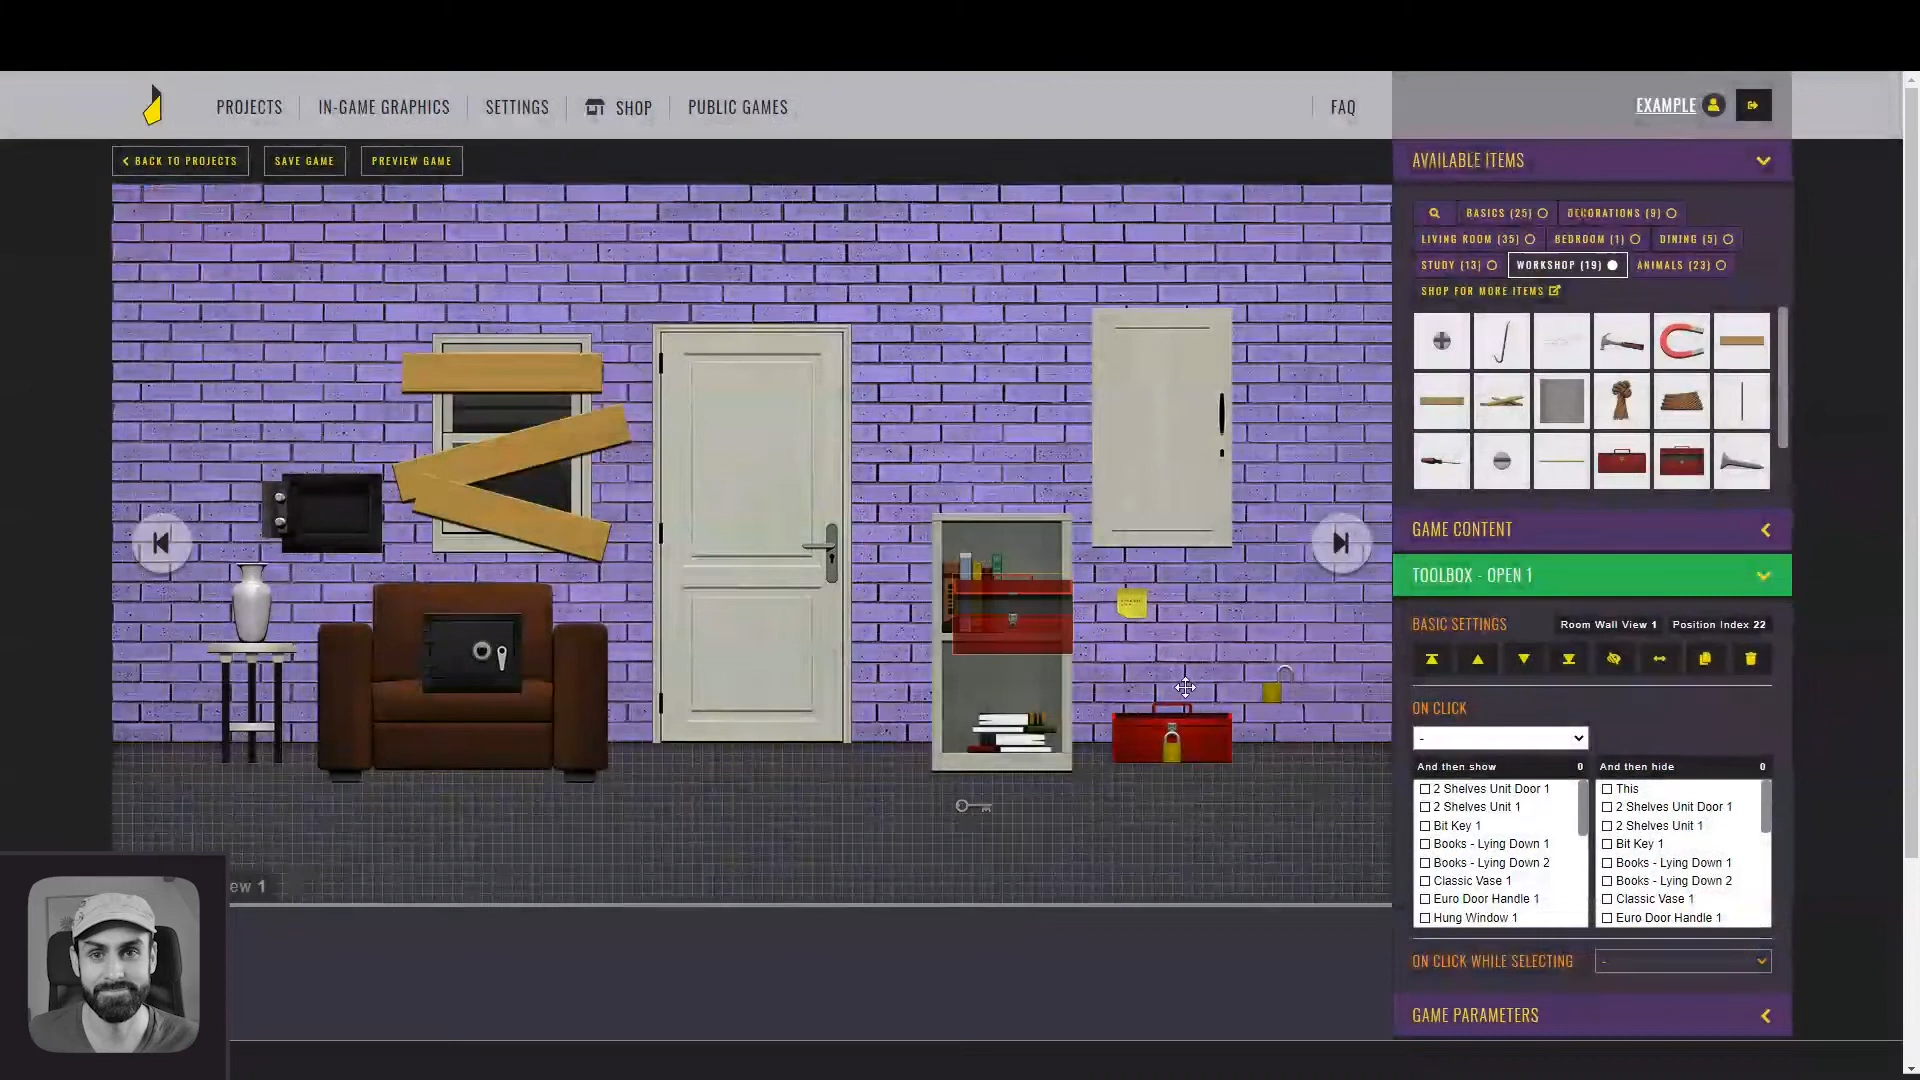 PROJECTS
IN-GAME GRAPHICS
SETTINGS
SHOP
PUBLIC GAMES
FAQ
EXAMPLE
BACK TO PROJECTS
SAVE GAME
PREVIEW GAME
AVAILABLE ITEMS
BASICS (25)
DECORATIONS (9)
LIVING ROOM (35)
BEDROOM (1)
DINING (5)
STUDY (13)
WORKSHOP (19)
ANIMALS (23)
SHOP FOR MORE ITEMS
GAME CONTENT
TOOLBOX - OPEN 1
BASIC SETTINGS
Room Wall View 1
Position Index 22
ON CLICK
-
And then show 0
2 Shelves Unit Door 1
2 Shelves Unit 1
Bit Key 1
Books - Lying Down 1
Books - Lying Down 2
Classic Vase 1
Euro Door Handle 1
Hung Window 1
And then hide 0
This
2 Shelves Unit Door 1
2 Shelves Unit 1
Bit Key 1
Books - Lying Down 1
Books - Lying Down 2
Classic Vase 1
Euro Door Handle 1
ON CLICK WHILE SELECTING
-
GAME PARAMETERS
ew 1